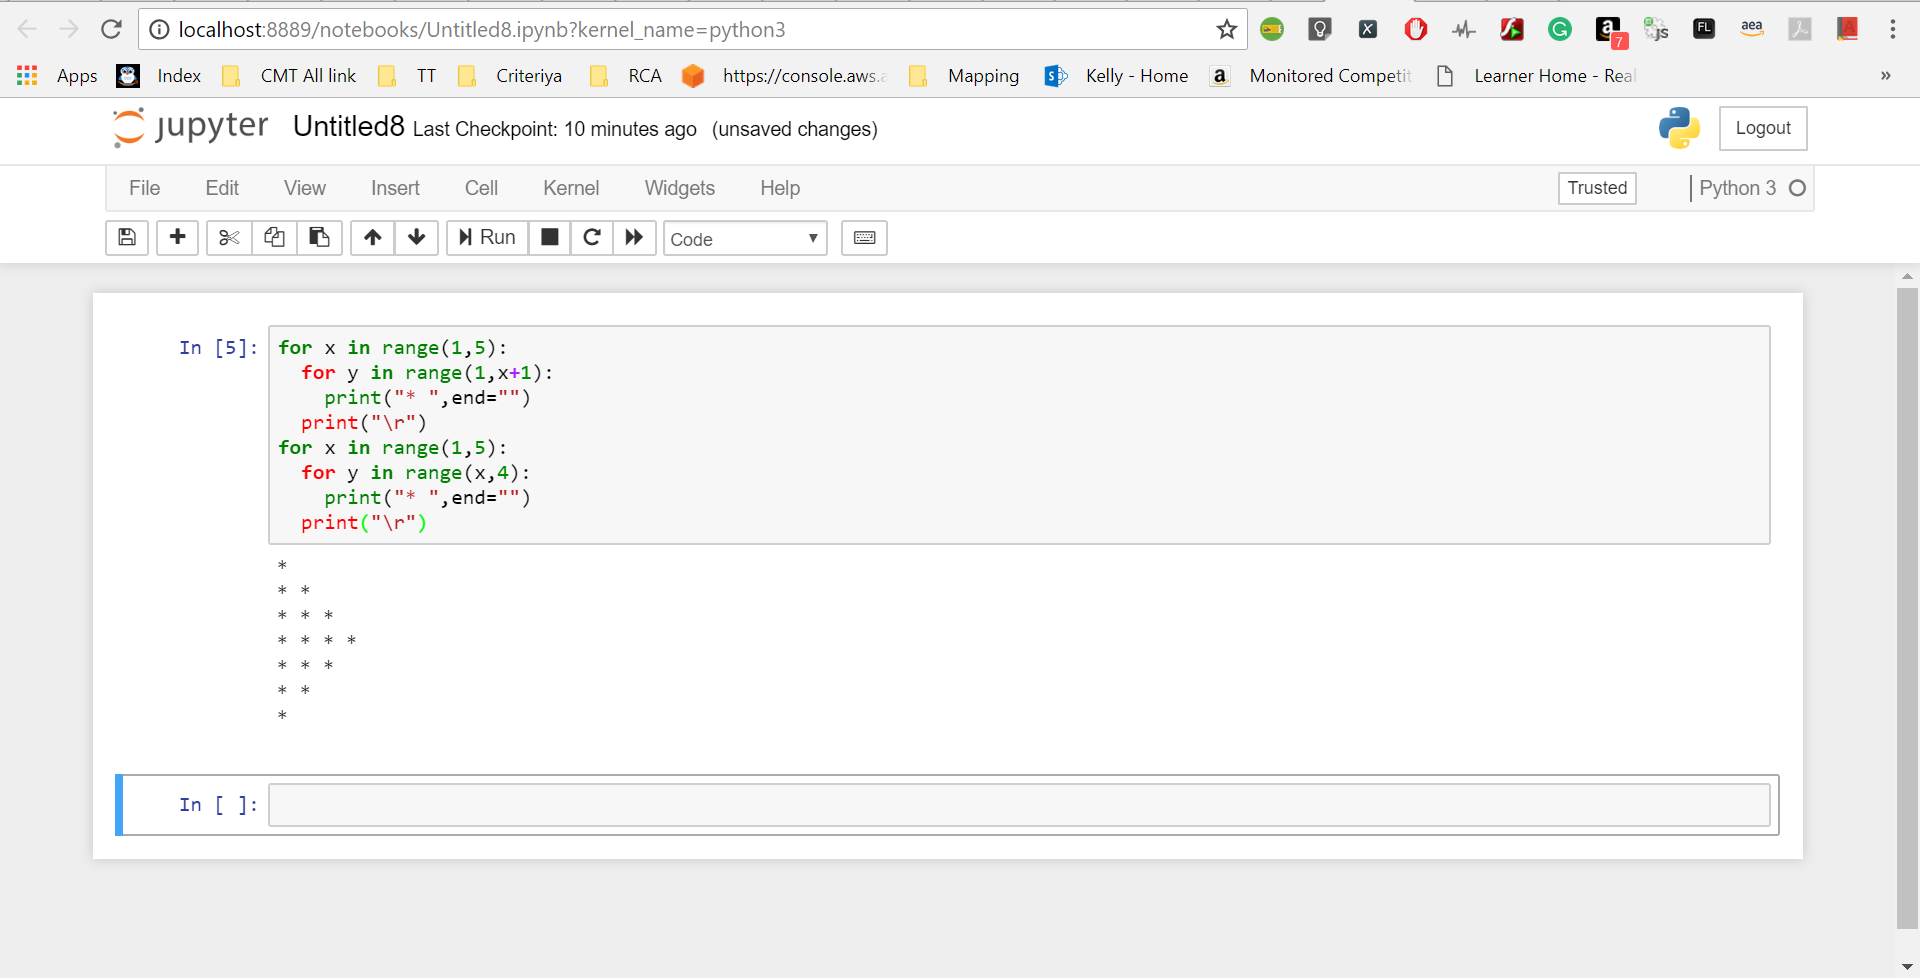 localhost:8889/notebooks/Untitled8.ipynb?kernel_name=python3
X
a
7
js
FL
aea
Apps Index CMT All link TT Criteriya RCA https://console.aws.a Mapping Kelly - Home a Monitored Competit Learner Home - Real »
jupyter Untitled8 Last Checkpoint: 10 minutes ago (unsaved changes) Logout
File Edit View Insert Cell Kernel Widgets Help Trusted Python 3
Run Code
In [5]: for x in range(1,5):
  for y in range(1,x+1):
    print("* ",end="")
  print("\r")
for x in range(1,5):
  for y in range(x,4):
    print("* ",end="")
  print("\r")
*
* *
* * *
* * * *
* * *
* *
*
In [ ]: